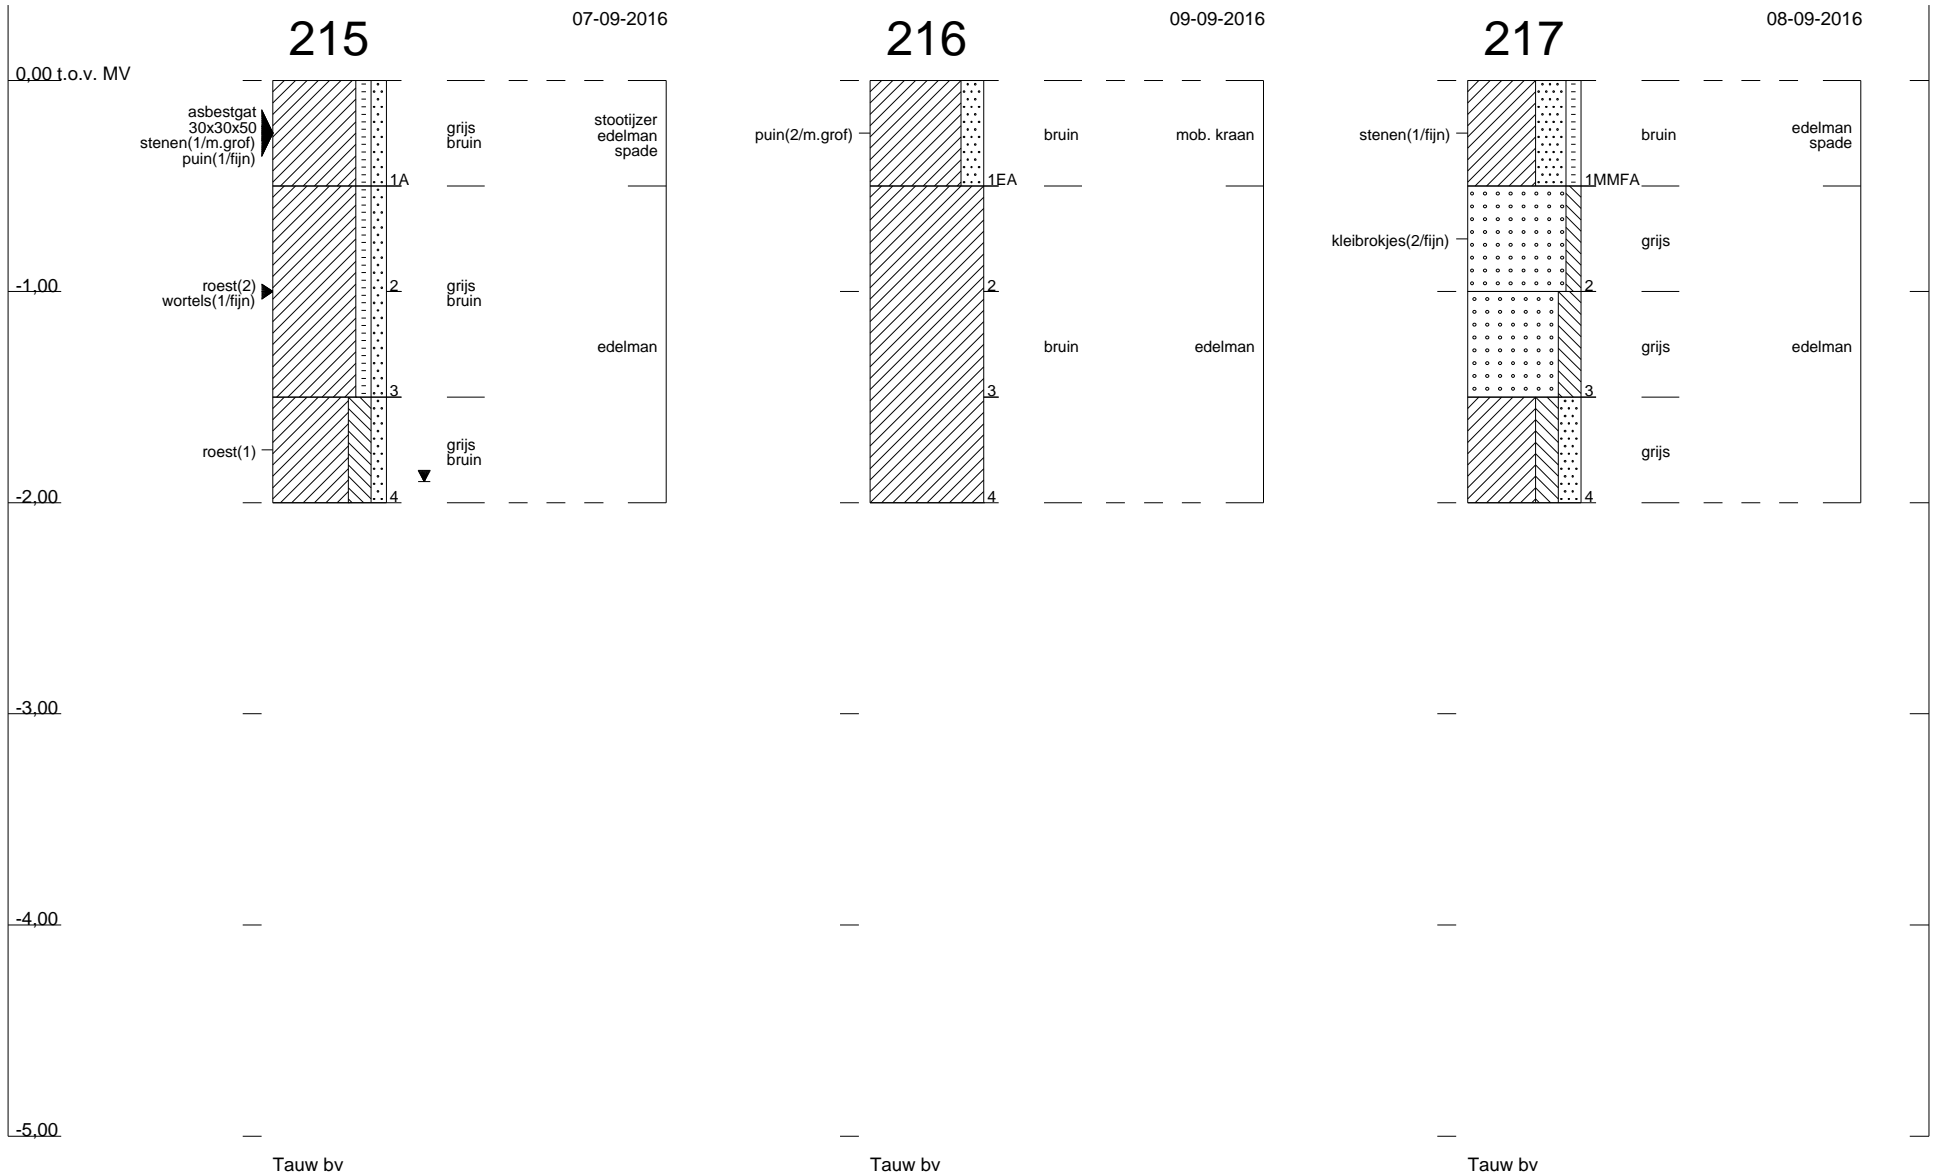 215
07-09-2016
216
09-09-2016
217
08-09-2016
0,00 t.o.v. MV
asbestgat
30x30x50
stenen(1/m.grof)
puin(1/fijn)
grijs
bruin
stootijzer
edelman
spade
1A
roest(2)
wortels(1/fijn)
2
grijs
bruin
edelman
3
roest(1)
grijs
bruin
4
puin(2/m.grof)
bruin
mob. kraan
1EA
2
bruin
edelman
3
4
stenen(1/fijn)
bruin
edelman
spade
1MMFA
kleibrokjes(2/fijn)
grijs
2
grijs
edelman
3
grijs
4
-1,00
-2,00
-3,00
-4,00
-5,00
Tauw bv
Tauw bv
Tauw bv